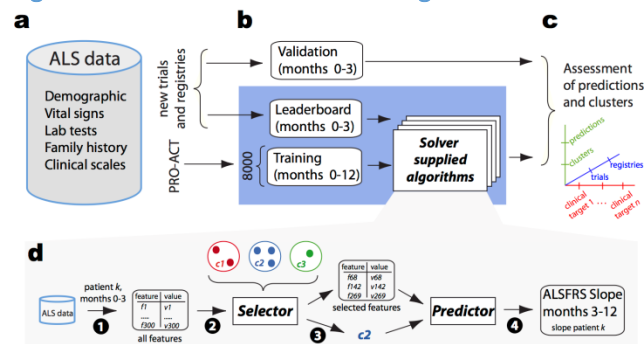 a
b
c
ALS data
Demographic
Vital signs
Lab tests
Family history
Clinical scales
new trials
and registries
PRO-ACT
8000
Validation
(months 0-3)
Leaderboard
(months 0-3)
Training
(months 0-12)
Solver
supplied
algorithms
Assessment
of predictions
and clusters
predictions
clusters
registries
trials
clinical
target 1
...
clinical
target n
d
ALS data
patient k,
months 0-3
1
feature value
f1 v1
....
f300 v300
all features
2
c1
c2
c3
Selector
3
feature value
f68 v68
f142 v142
f269 v269
selected features
c2
Predictor
4
ALSFRS Slope
months 3-12
slope patient k